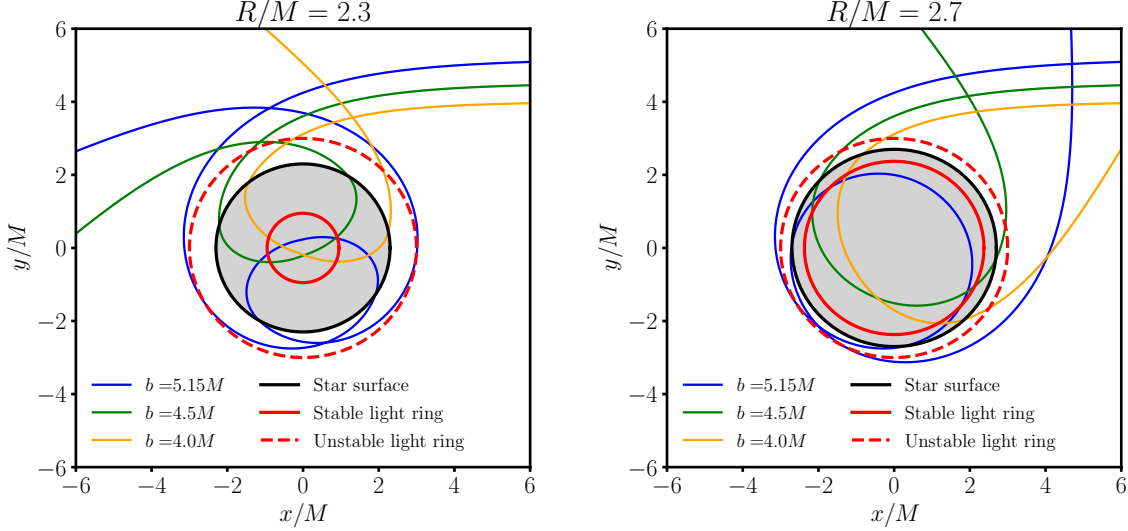 R/M = 2.3
6
4
2
0
−2
−4
−6
y/M
−6 −4 −2 0 2 4 6
x/M
b =5.15M
b =4.5M
b =4.0M
Star surface
Stable light ring
Unstable light ring
R/M = 2.7
6
4
2
0
−2
−4
−6
y/M
−6 −4 −2 0 2 4 6
x/M
b =5.15M
b =4.5M
b =4.0M
Star surface
Stable light ring
Unstable light ring